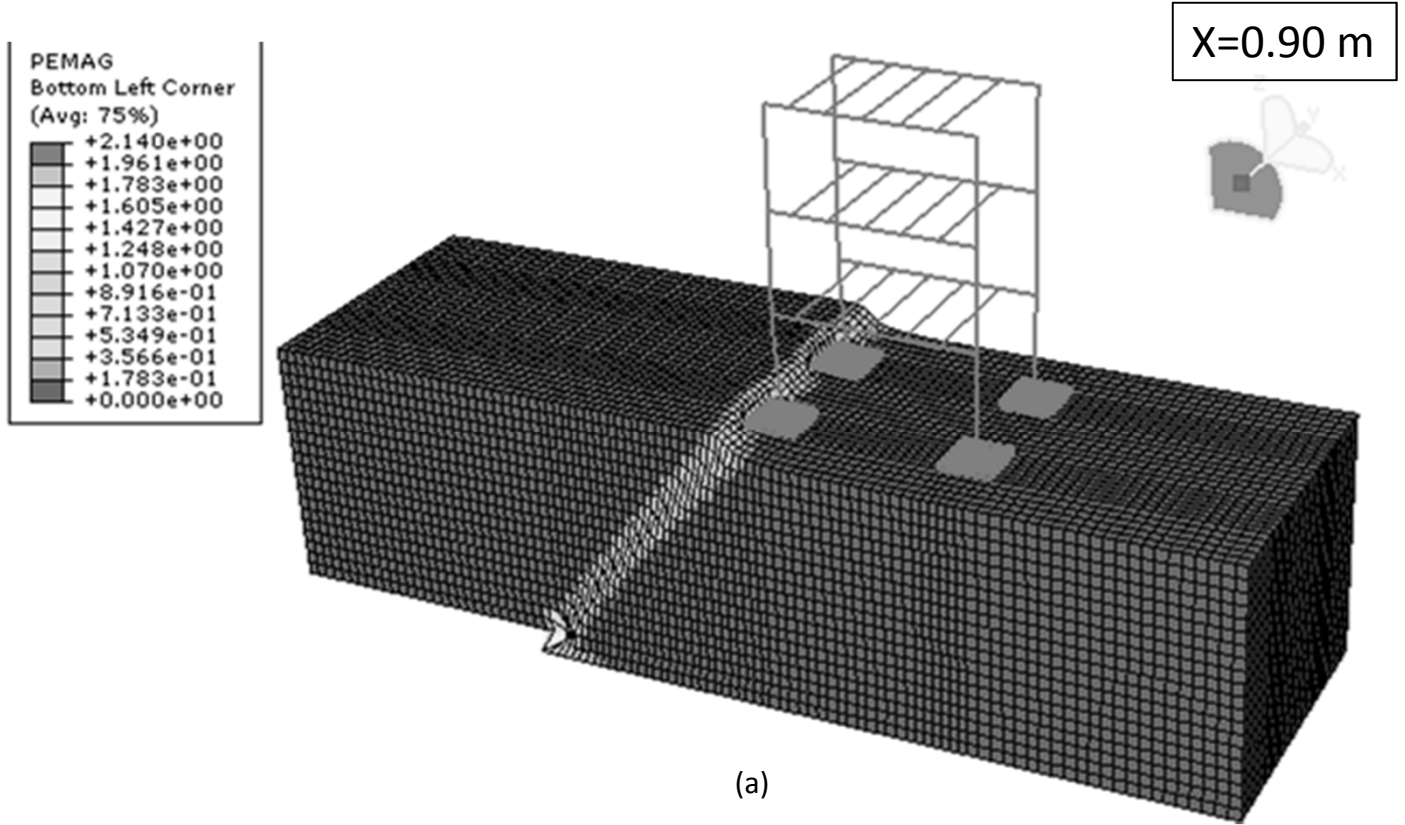 X=0.90 m
PEMAG
Bottom Left Corner
(Avg: 75%)
+2.140e+00
+1.961e+00
+1.783e+00
+1.605e+00
+1.427e+00
+1.248e+00
+1.070e+00
+8.916e-01
+7.133e-01
+5.349e-01
+3.566e-01
+1.783e-01
+0.000e+00
Z
Y
X
(a)